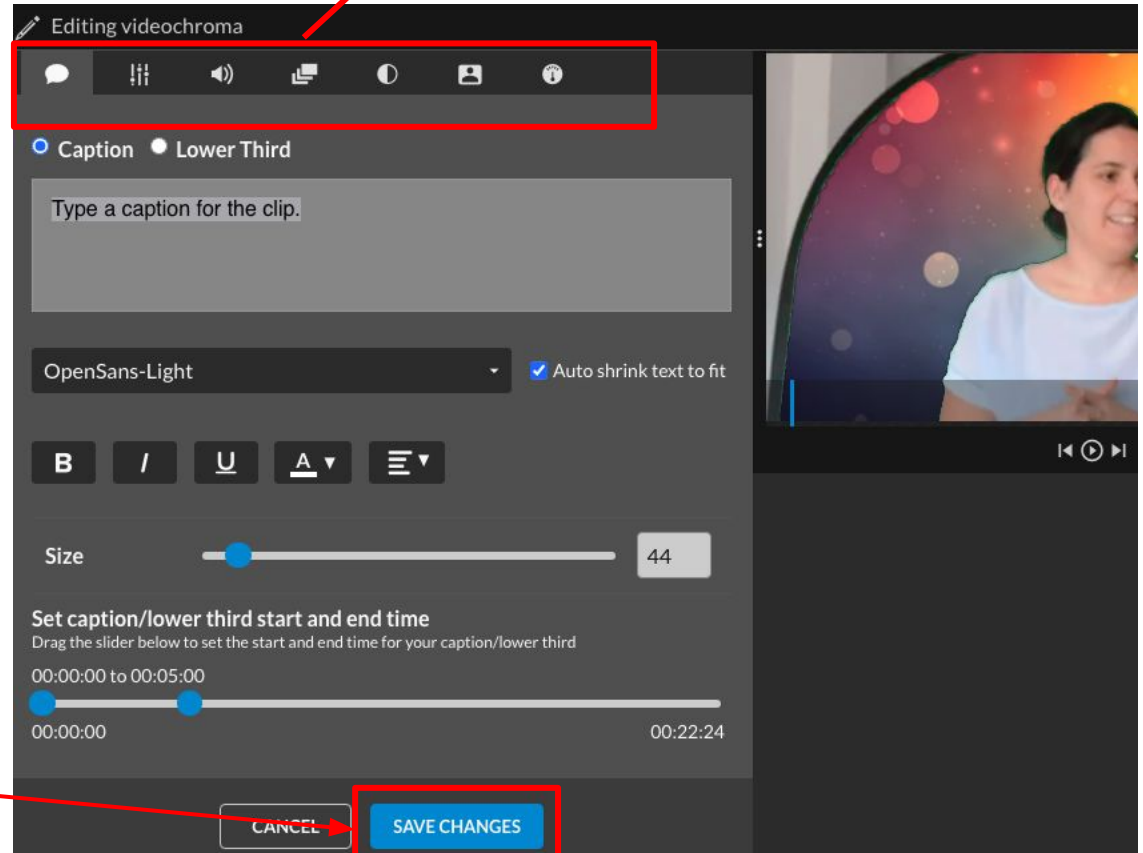 Editing videochroma
Caption Lower Third
Type a caption for the clip.
OpenSans-Light
Auto shrink text to fit
B I U A
Size 44
Set caption/lower third start and end time
Drag the slider below to set the start and end time for your caption/lower third
00:00:00 to 00:05:00
00:00:00 00:22:24
CANCEL SAVE CHANGES